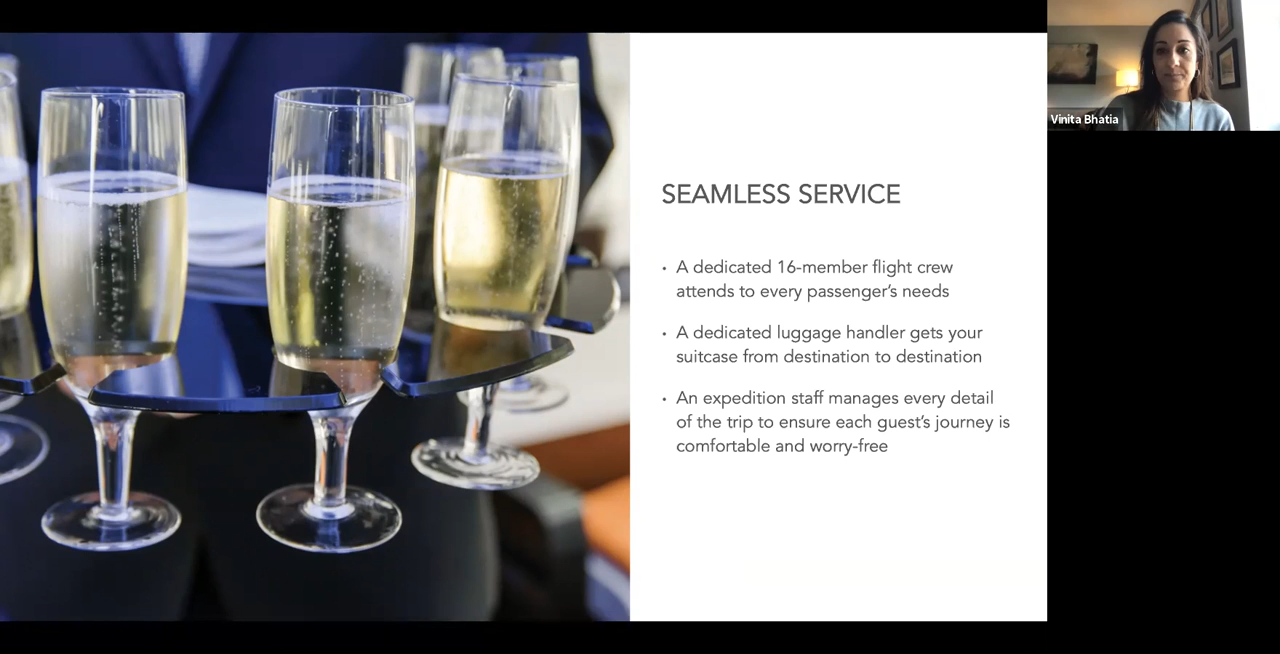 SEAMLESS SERVICE
• A dedicated 16-member flight crew
attends to every passenger's needs
• A dedicated luggage handler gets your
suitcase from destination to destination
• An expedition staff manages every detail
of the trip to ensure each guest's journey is
comfortable and worry-free
Vinita Bhatia